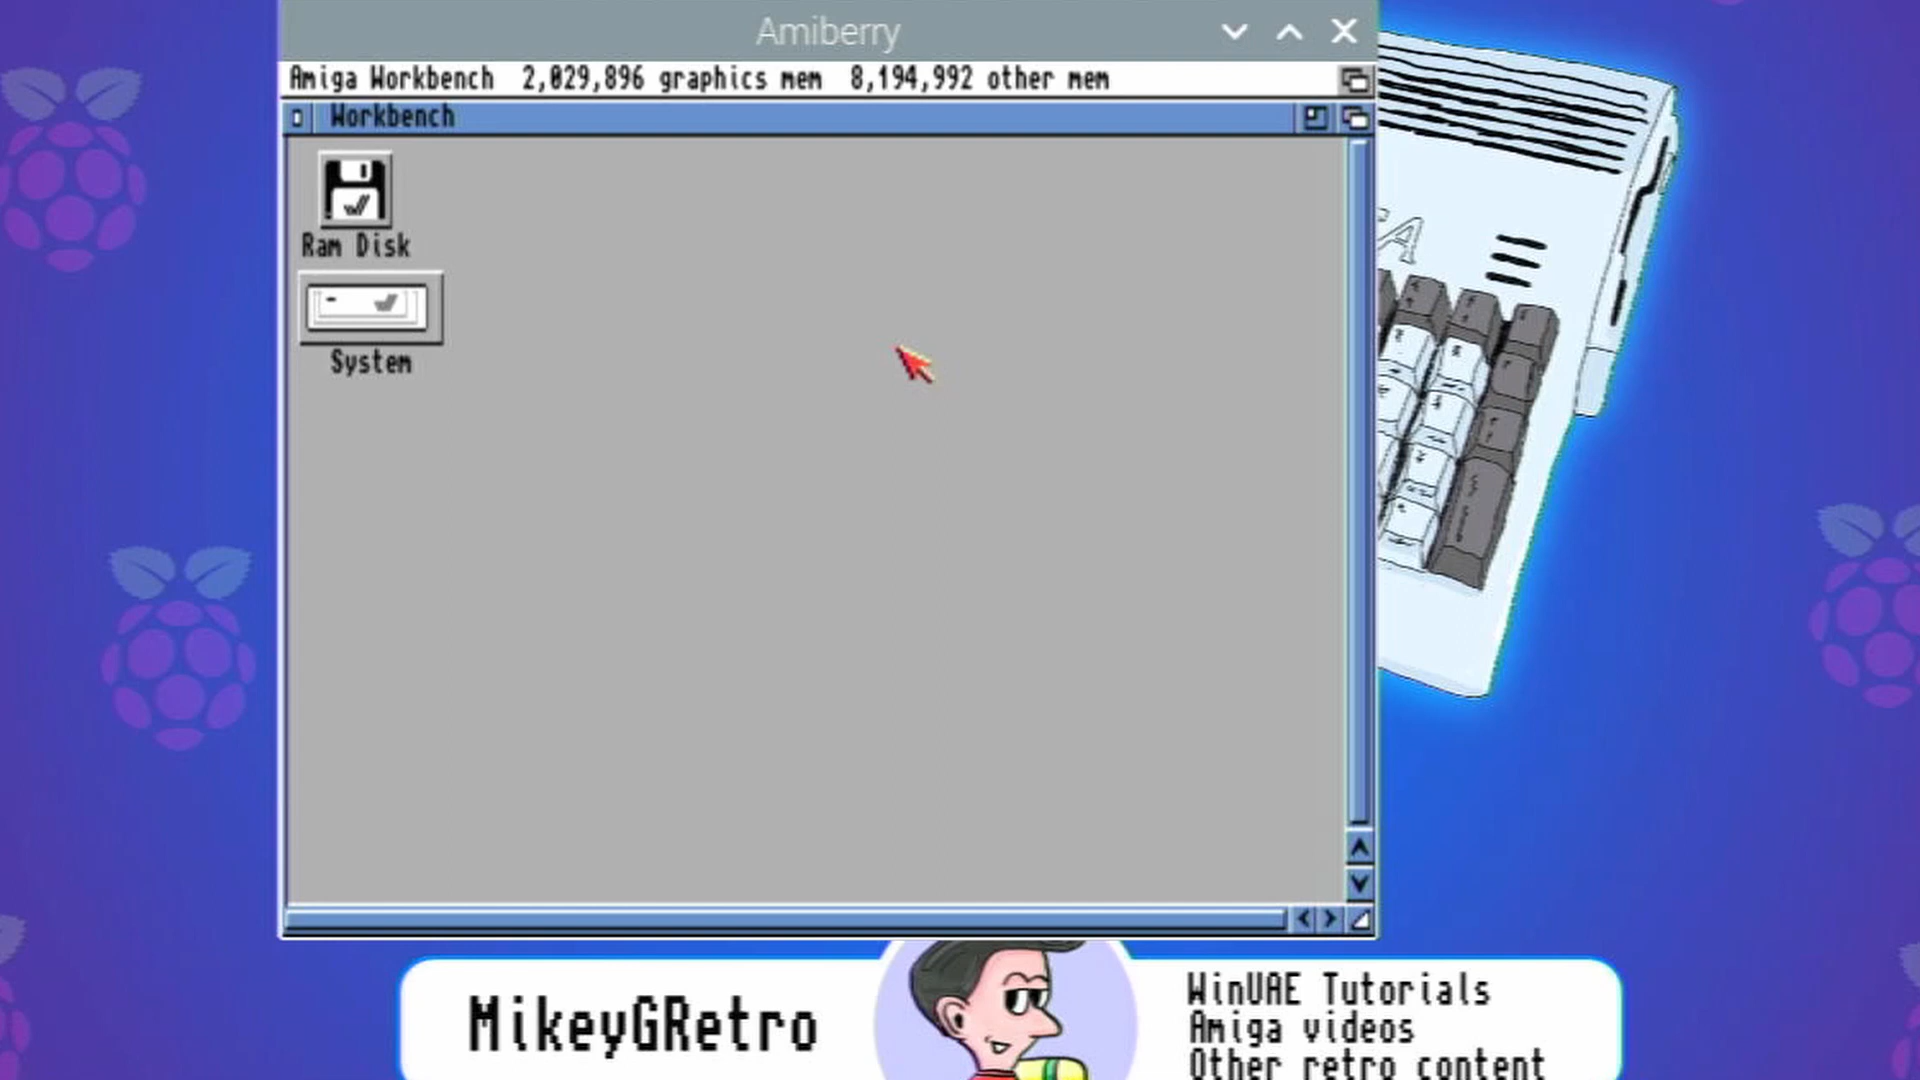 Amiberry
Amiga Workbench 2,029,896 graphics mem 8,194,992 other mem
Workbench
Ram Disk
System
MikeyGRetro
WinUAE Tutorials
Amiga videos
Other retro content